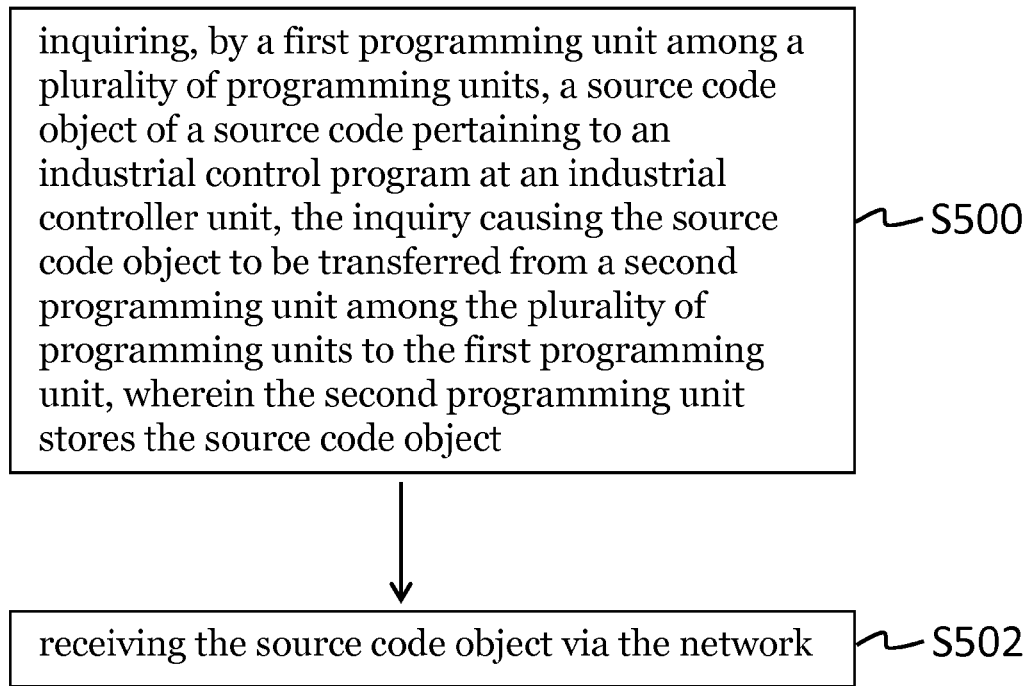 inquiring, by a first programming unit among a
plurality of programming units, a source code
object of a source code pertaining to an
industrial control program at an industrial
controller unit, the inquiry causing the source
code object to be transferred from a second
programming unit among the plurality of
programming units to the first programming
unit, wherein the second programming unit
stores the source code object
S500
receiving the source code object via the network
S502